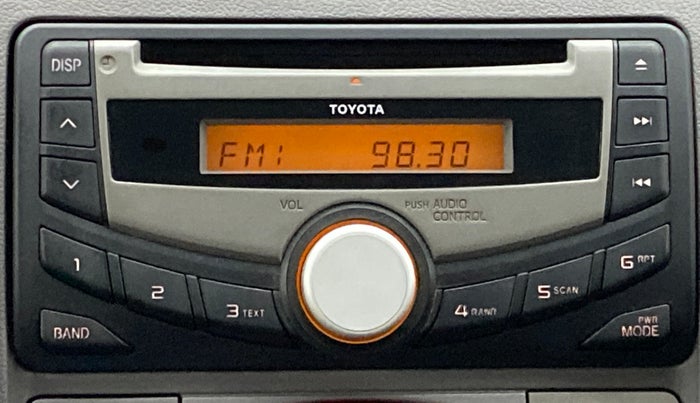 DISP
TOYOTA
FM1 98.30
VOL PUSH AUDIO
CONTROL
1
2
3 TEXT
4 RAND
5 SCAN
6 RPT
BAND
PWR
MODE